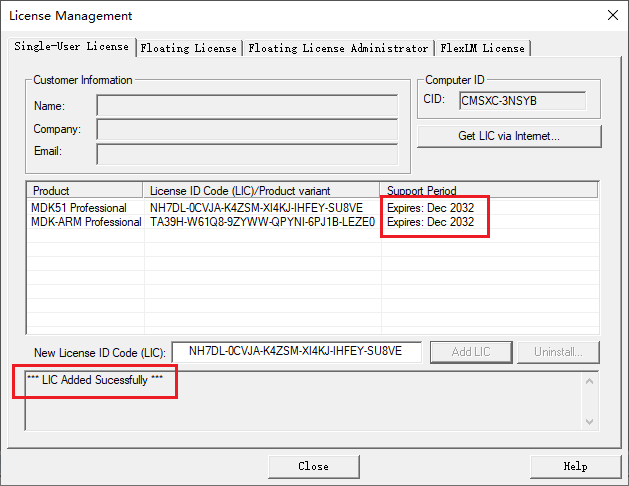 License Management
Single-User License
Floating License
Floating License Administrator
FlexLM License
Customer Information
Name:
Company:
Email:
Computer ID
CID:
CMSXC-3NSYB
Get LIC via Internet...
Product License ID Code (LIC)/Product variant Support Period
MDK51 Professional NH7DL-0CVJA-K4ZSM-XI4KJ-IHFEY-SU8VE Expires: Dec 2032
MDK-ARM Professional TA39H-W61Q8-9ZYWW-QPYNI-6PJ1B-LEZE0 Expires: Dec 2032
New License ID Code (LIC): NH7DL-0CVJA-K4ZSM-XI4KJ-IHFEY-SU8VE Add LIC Uninstall...
*** LIC Added Sucessfully ***
Close
Help